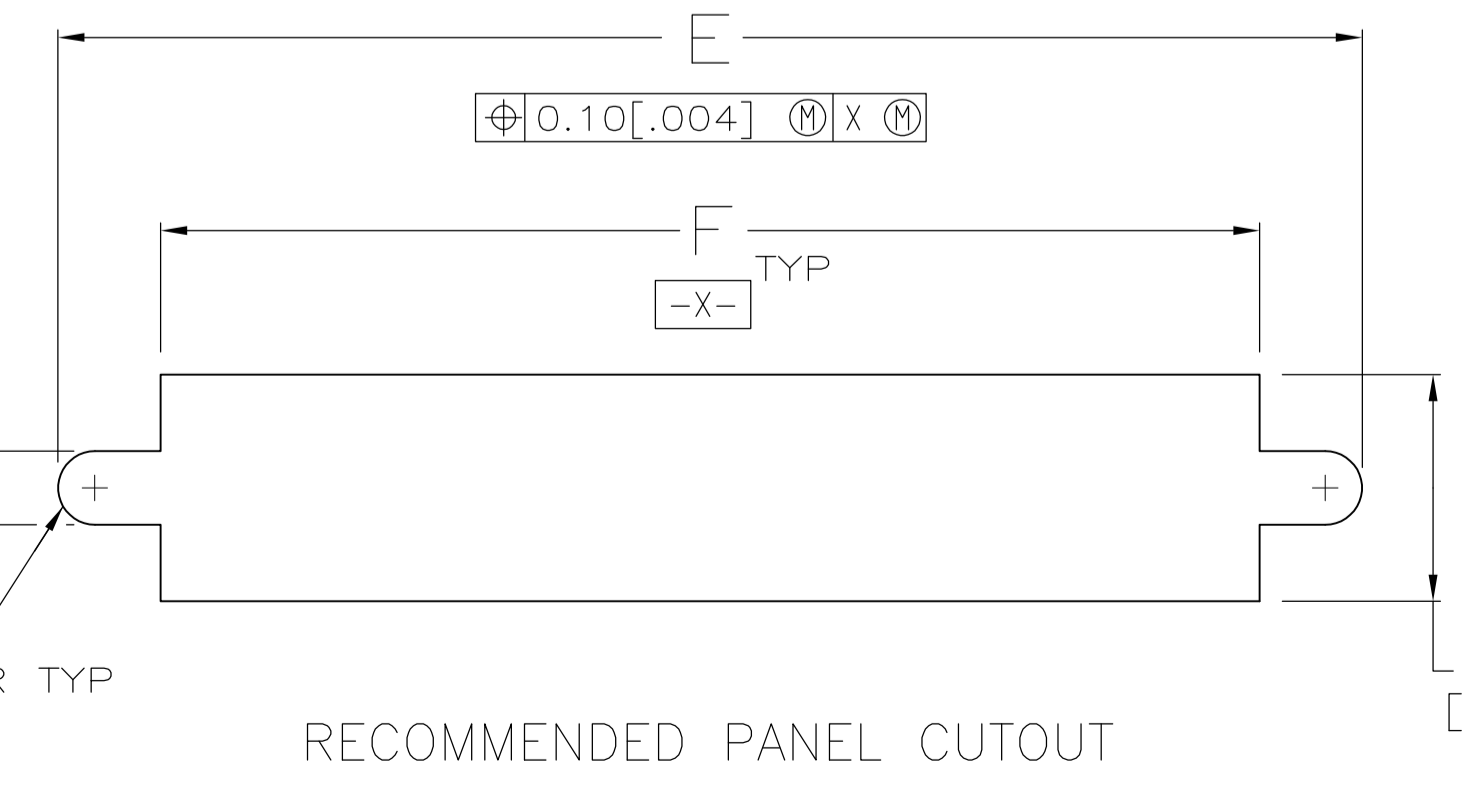 E
⌖ 0.10[.004] Ⓜ X Ⓜ
F
TYP
-X-
R TYP
[
RECOMMENDED PANEL CUTOUT